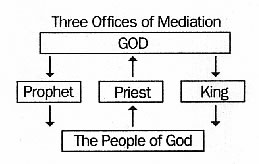 Three Offices of Mediation
GOD
Prophet Priest King
The People of God